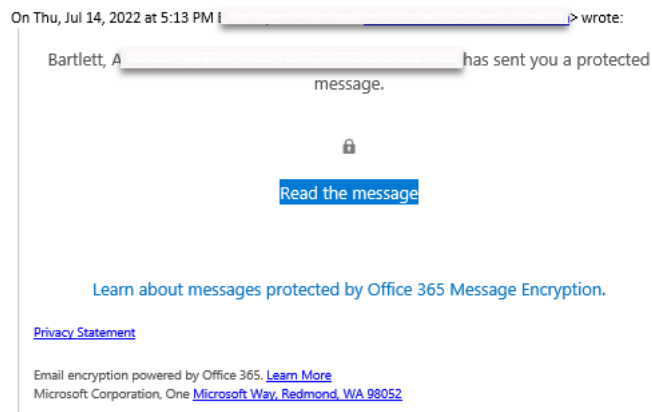 On Thu, Jul 14, 2022 at 5:13 PM > wrote:
Bartlett, A has sent you a protected
message.
Read the message
Learn about messages protected by Office 365 Message Encryption.
Privacy Statement
Email encryption powered by Office 365. Learn More
Microsoft Corporation, One Microsoft Way, Redmond, WA 98052